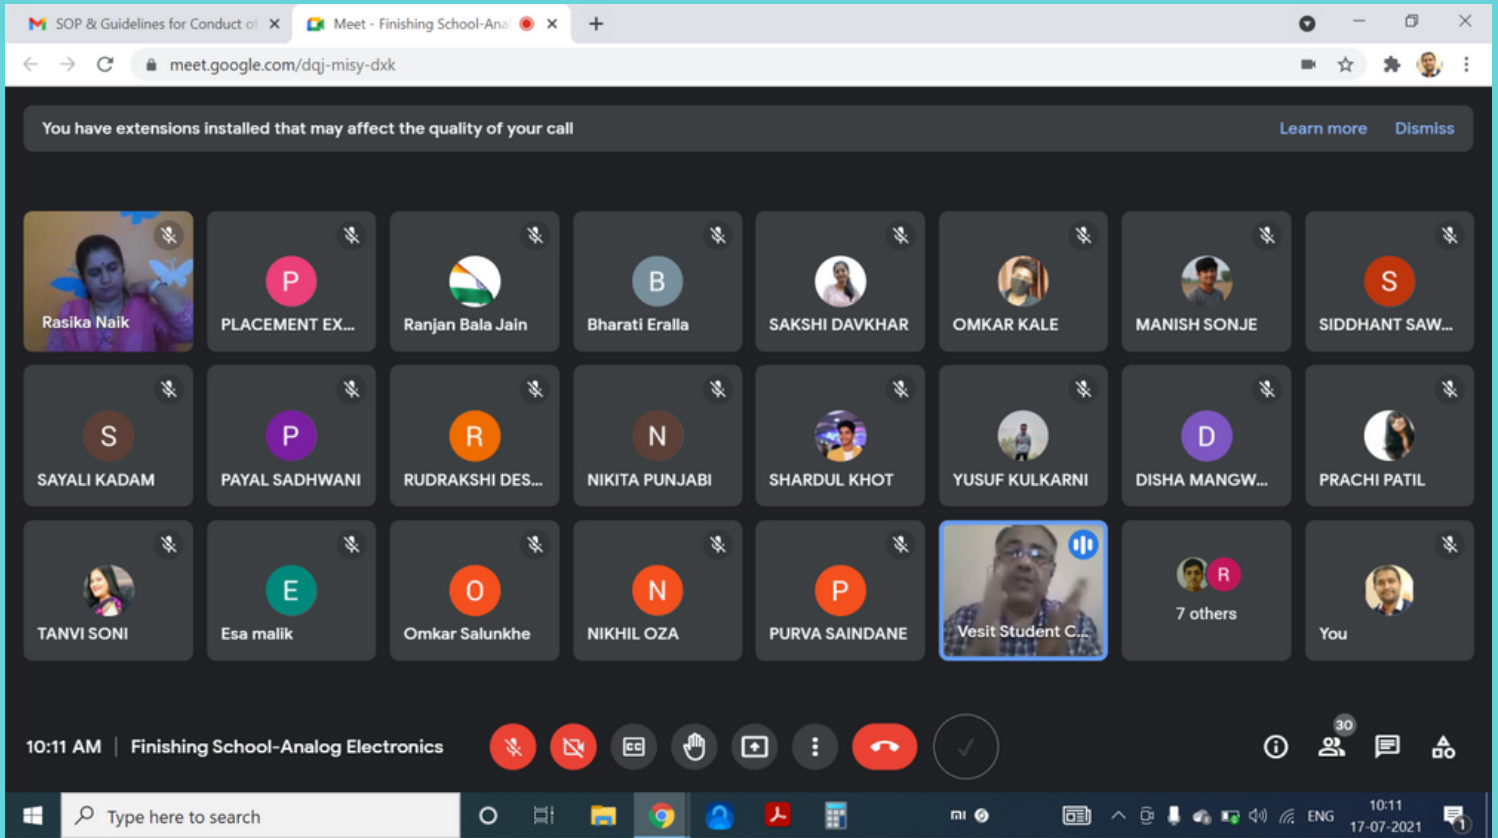 SOP & Guidelines for Conduct of
Meet - Finishing School-Ana
meet.google.com/dqj-misy-dxk
You have extensions installed that may affect the quality of your call
Learn more Dismiss
Rasika Naik
P
PLACEMENT EX...
Ranjan Bala Jain
B
Bharati Eralla
SAKSHI DAVKHAR
OMKAR KALE
MANISH SONJE
S
SIDDHANT SAW...
S
SAYALI KADAM
P
PAYAL SADHWANI
R
RUDRAKSHI DES...
N
NIKITA PUNJABI
SHARDUL KHOT
YUSUF KULKARNI
D
DISHA MANGW...
PRACHI PATIL
TANVI SONI
E
Esa malik
O
Omkar Salunkhe
N
NIKHIL OZA
P
PURVA SAINDANE
Vesit Student C...
R
7 others
You
10:11 AM | Finishing School-Analog Electronics
CC
30
Type here to search
mi
ENG
10:11
17-07-2021
1